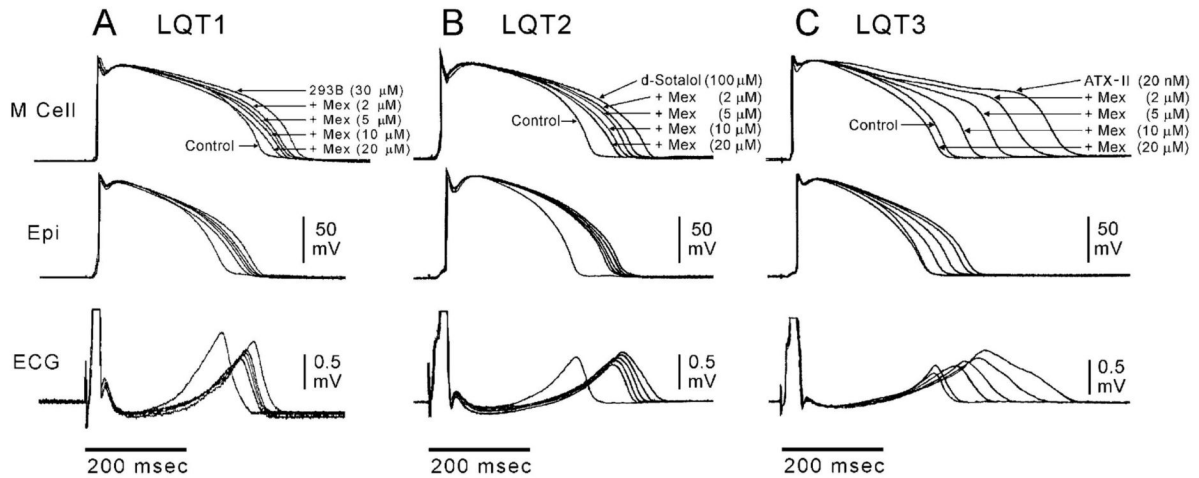 A LQT1
B LQT2
C LQT3
M Cell
293B (30 μM)
+ Mex (2 μM)
+ Mex (5 μM)
+ Mex (10 μM)
+ Mex (20 μM)
Control
d-Sotalol (100 μM)
+ Mex (2 μM)
+ Mex (5 μM)
+ Mex (10 μM)
+ Mex (20 μM)
Control
ATX-II (20 nM)
+ Mex (2 μM)
+ Mex (5 μM)
+ Mex (10 μM)
+ Mex (20 μM)
Control
Epi
50
mV
50
mV
50
mV
ECG
0.5
mV
0.5
mV
0.5
mV
200 msec
200 msec
200 msec